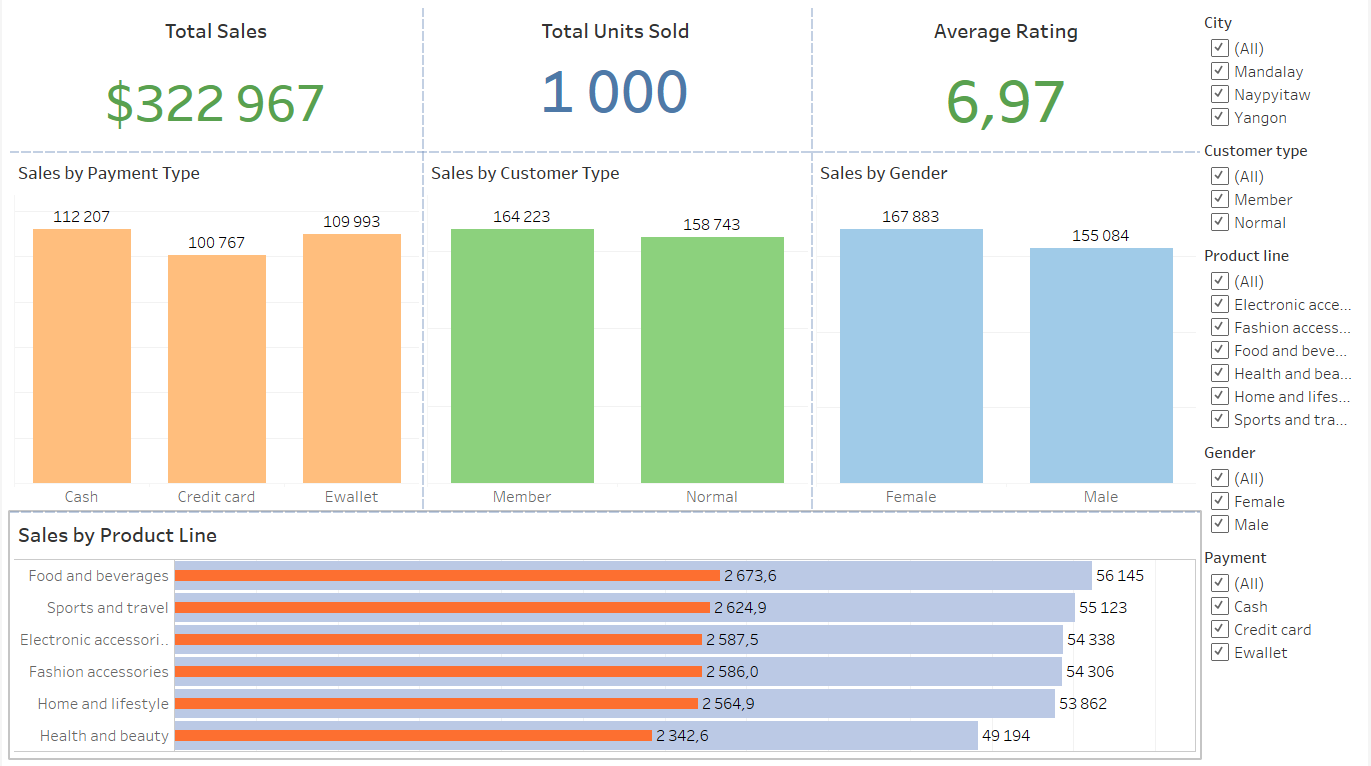 Total Sales
$322 967
Total Units Sold
1 000
Average Rating
6,97
Sales by Payment Type
112 207
100 767
109 993
Cash
Credit card
Ewallet
Sales by Customer Type
164 223
158 743
Member
Normal
Sales by Gender
167 883
155 084
Female
Male
Sales by Product Line
Food and beverages 2 673,6 56 145
Sports and travel 2 624,9 55 123
Electronic accessori.. 2 587,5 54 338
Fashion accessories 2 586,0 54 306
Home and lifestyle 2 564,9 53 862
Health and beauty 2 342,6 49 194
City
(All)
Mandalay
Naypyitaw
Yangon
Customer type
(All)
Member
Normal
Product line
(All)
Electronic acce...
Fashion access...
Food and beve...
Health and bea...
Home and lifes...
Sports and tra...
Gender
(All)
Female
Male
Payment
(All)
Cash
Credit card
Ewallet